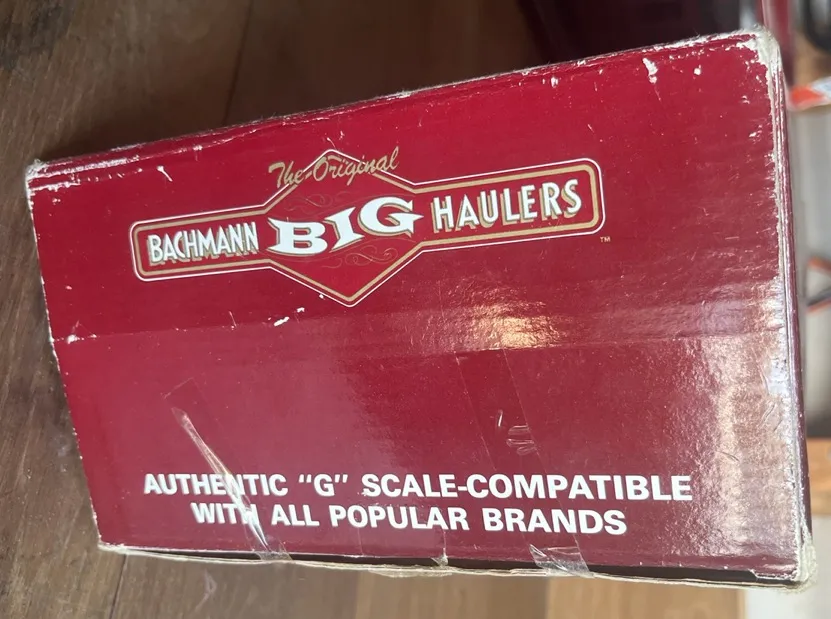 The Original
BACHMANN BIG HAULERS
TM
AUTHENTIC "G" SCALE-COMPATIBLE
WITH ALL POPULAR BRANDS